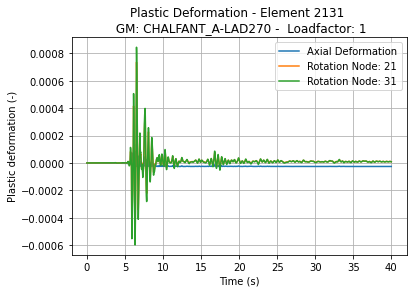 Plastic Deformation - Element 2131
GM: CHALFANT_A-LAD270 -  Loadfactor: 1
Axial Deformation
Rotation Node: 21
Rotation Node: 31
Plastic deformation (-)
0.0008
0.0006
0.0004
0.0002
0.0000
−0.0002
−0.0004
−0.0006
0
5
10
15
20
25
30
35
40
Time (s)